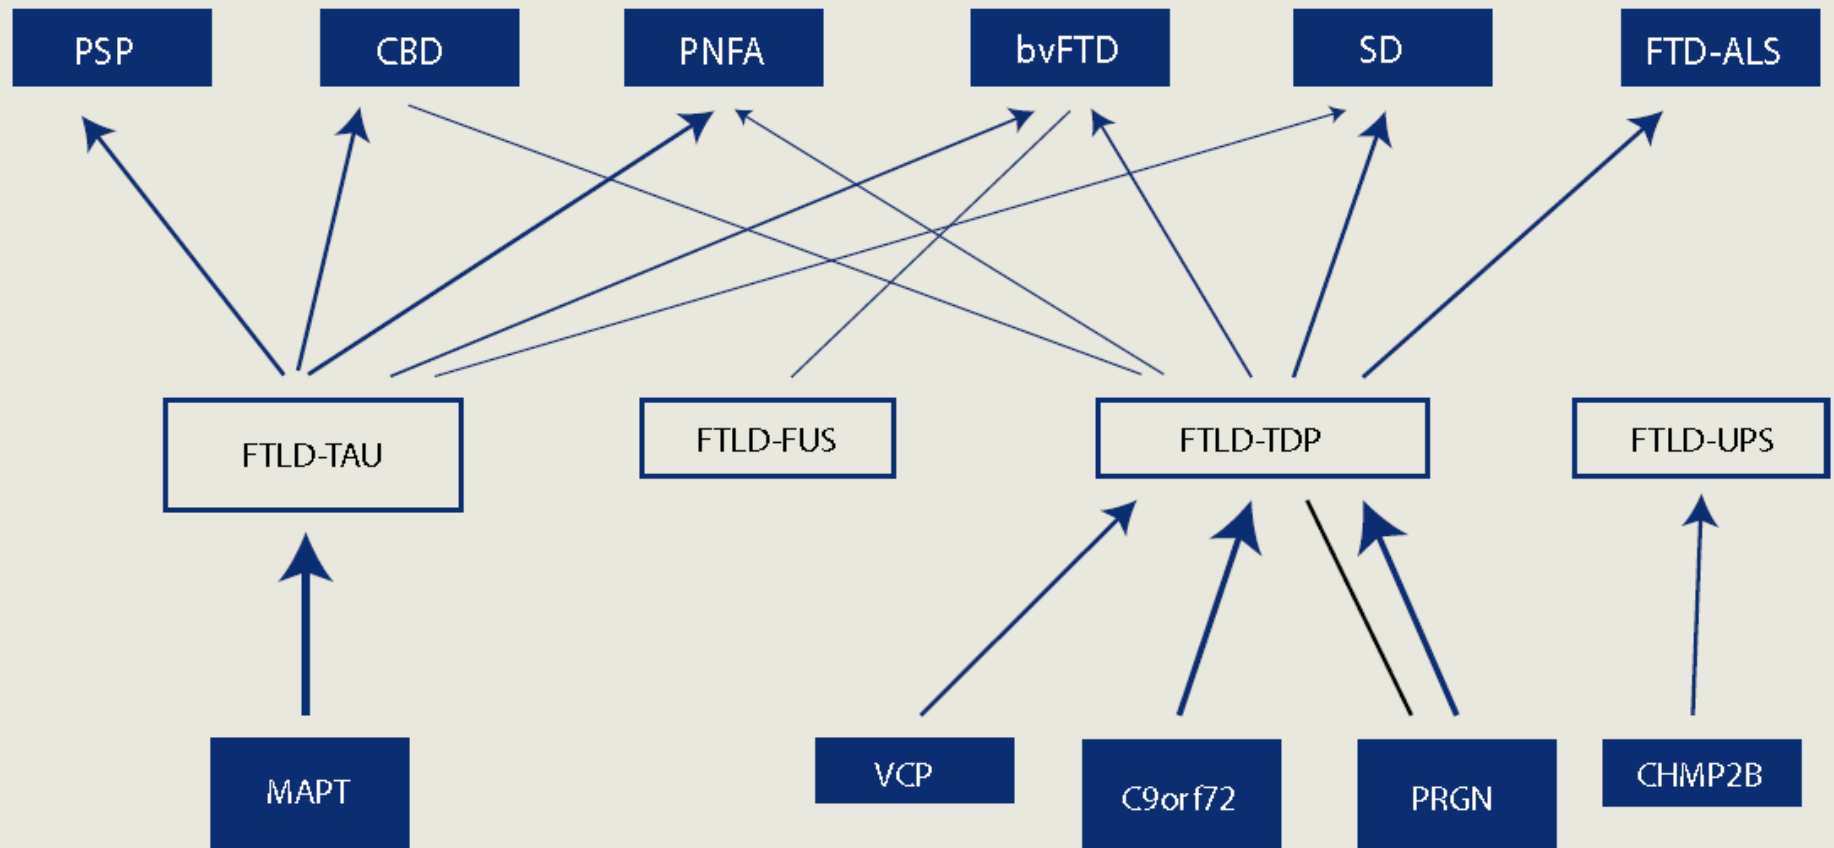 PSP
CBD
PNFA
bvFTD
SD
FTD-ALS
FTLD-TAU
FTLD-FUS
FTLD-TDP
FTLD-UPS
MAPT
VCP
C9orf72
PRGN
CHMP2B